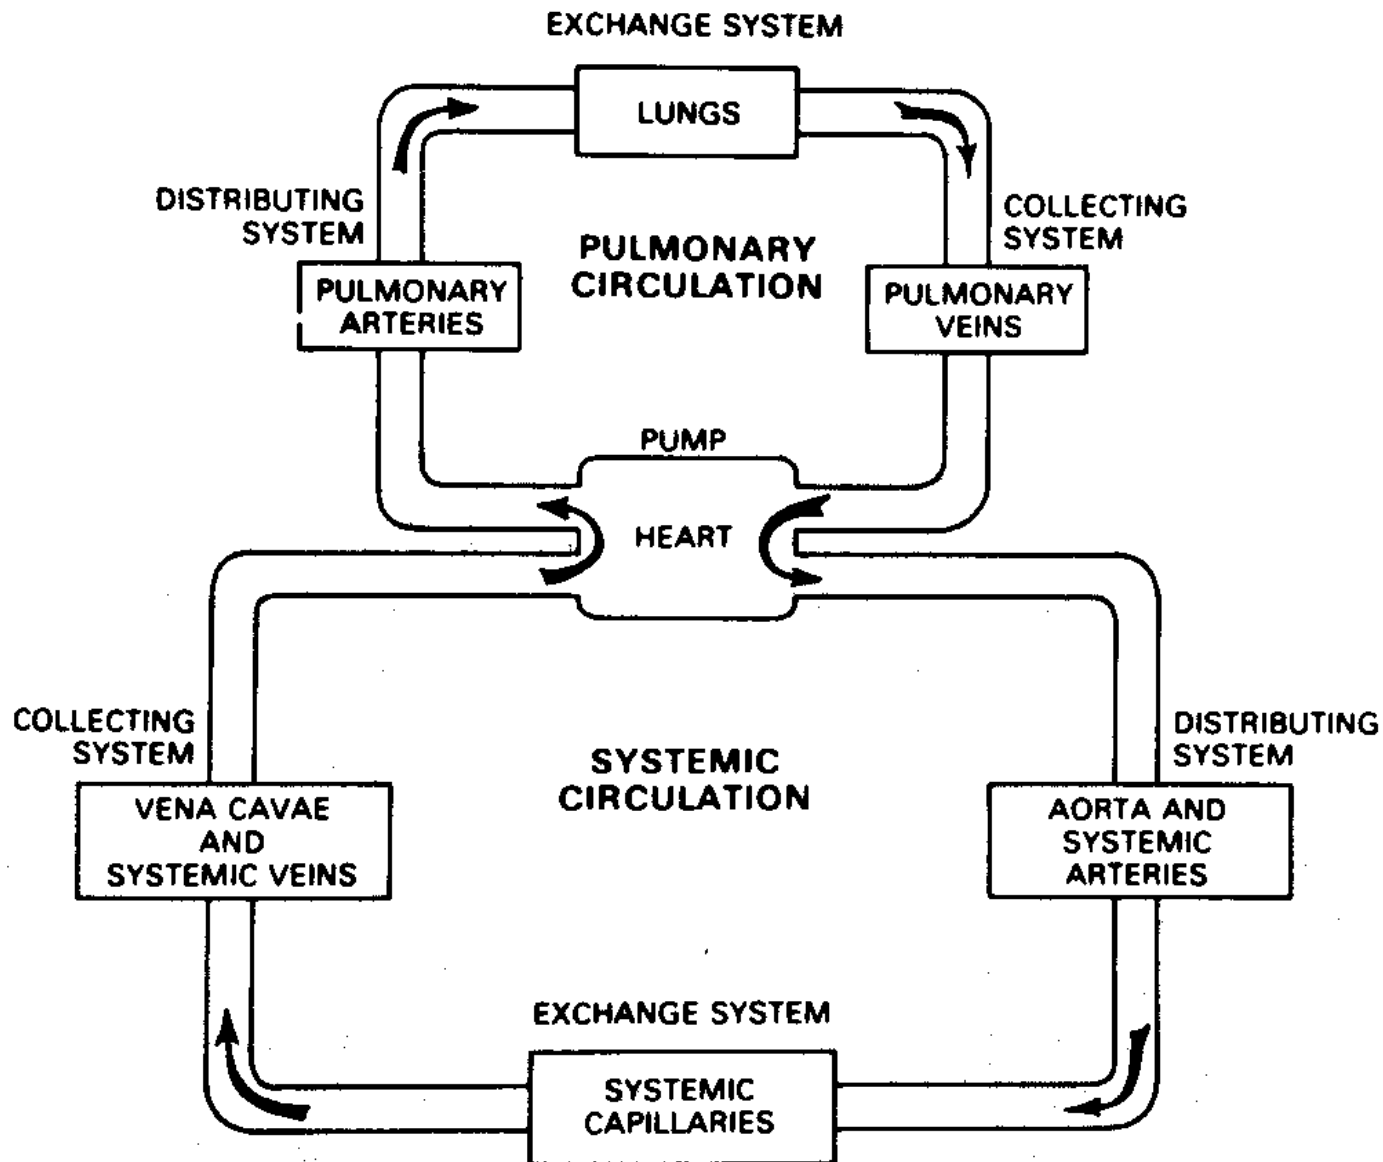 EXCHANGE SYSTEM
LUNGS
DISTRIBUTING
SYSTEM
COLLECTING
SYSTEM
PULMONARY
CIRCULATION
PULMONARY
ARTERIES
PULMONARY
VEINS
PUMP
HEART
COLLECTING
SYSTEM
DISTRIBUTING
SYSTEM
SYSTEMIC
CIRCULATION
VENA CAVAE
AND
SYSTEMIC VEINS
AORTA AND
SYSTEMIC
ARTERIES
EXCHANGE SYSTEM
SYSTEMIC
CAPILLARIES